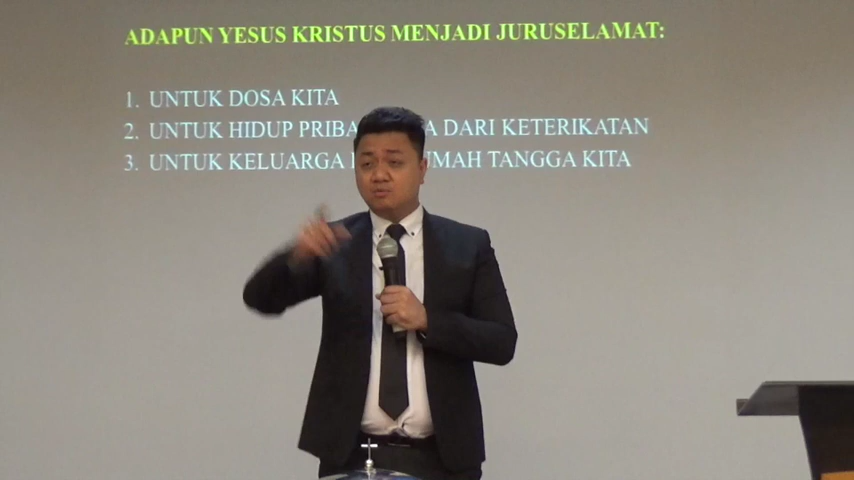 ADAPUN YESUS KRISTUS MENJADI JURUSELAMAT:
1. UNTUK DOSA KITA
2. UNTUK HIDUP DARI KETERIKATAN
3. UNTUK KELUARGA TANGGA KITA